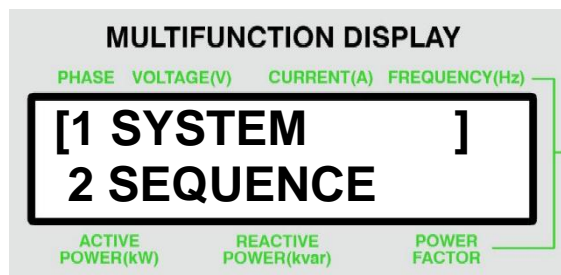 MULTIFUNCTION DISPLAY
PHASE VOLTAGE(V) CURRENT(A) FREQUENCY(Hz)
[1 SYSTEM ]
2 SEQUENCE
ACTIVE REACTIVE POWER
POWER(kW) POWER(kvar) FACTOR